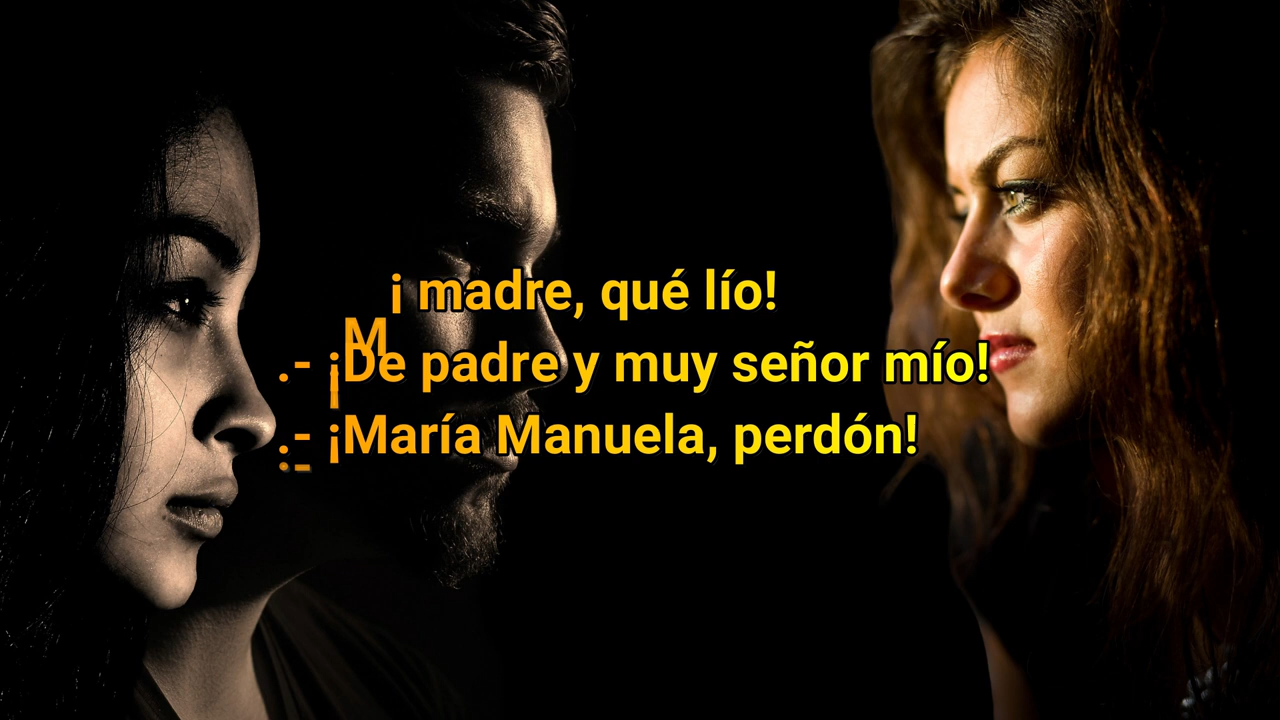 ¡ madre, qué lío!
M
.- ¡De padre y muy señor mío!
.- ¡María Manuela, perdón!